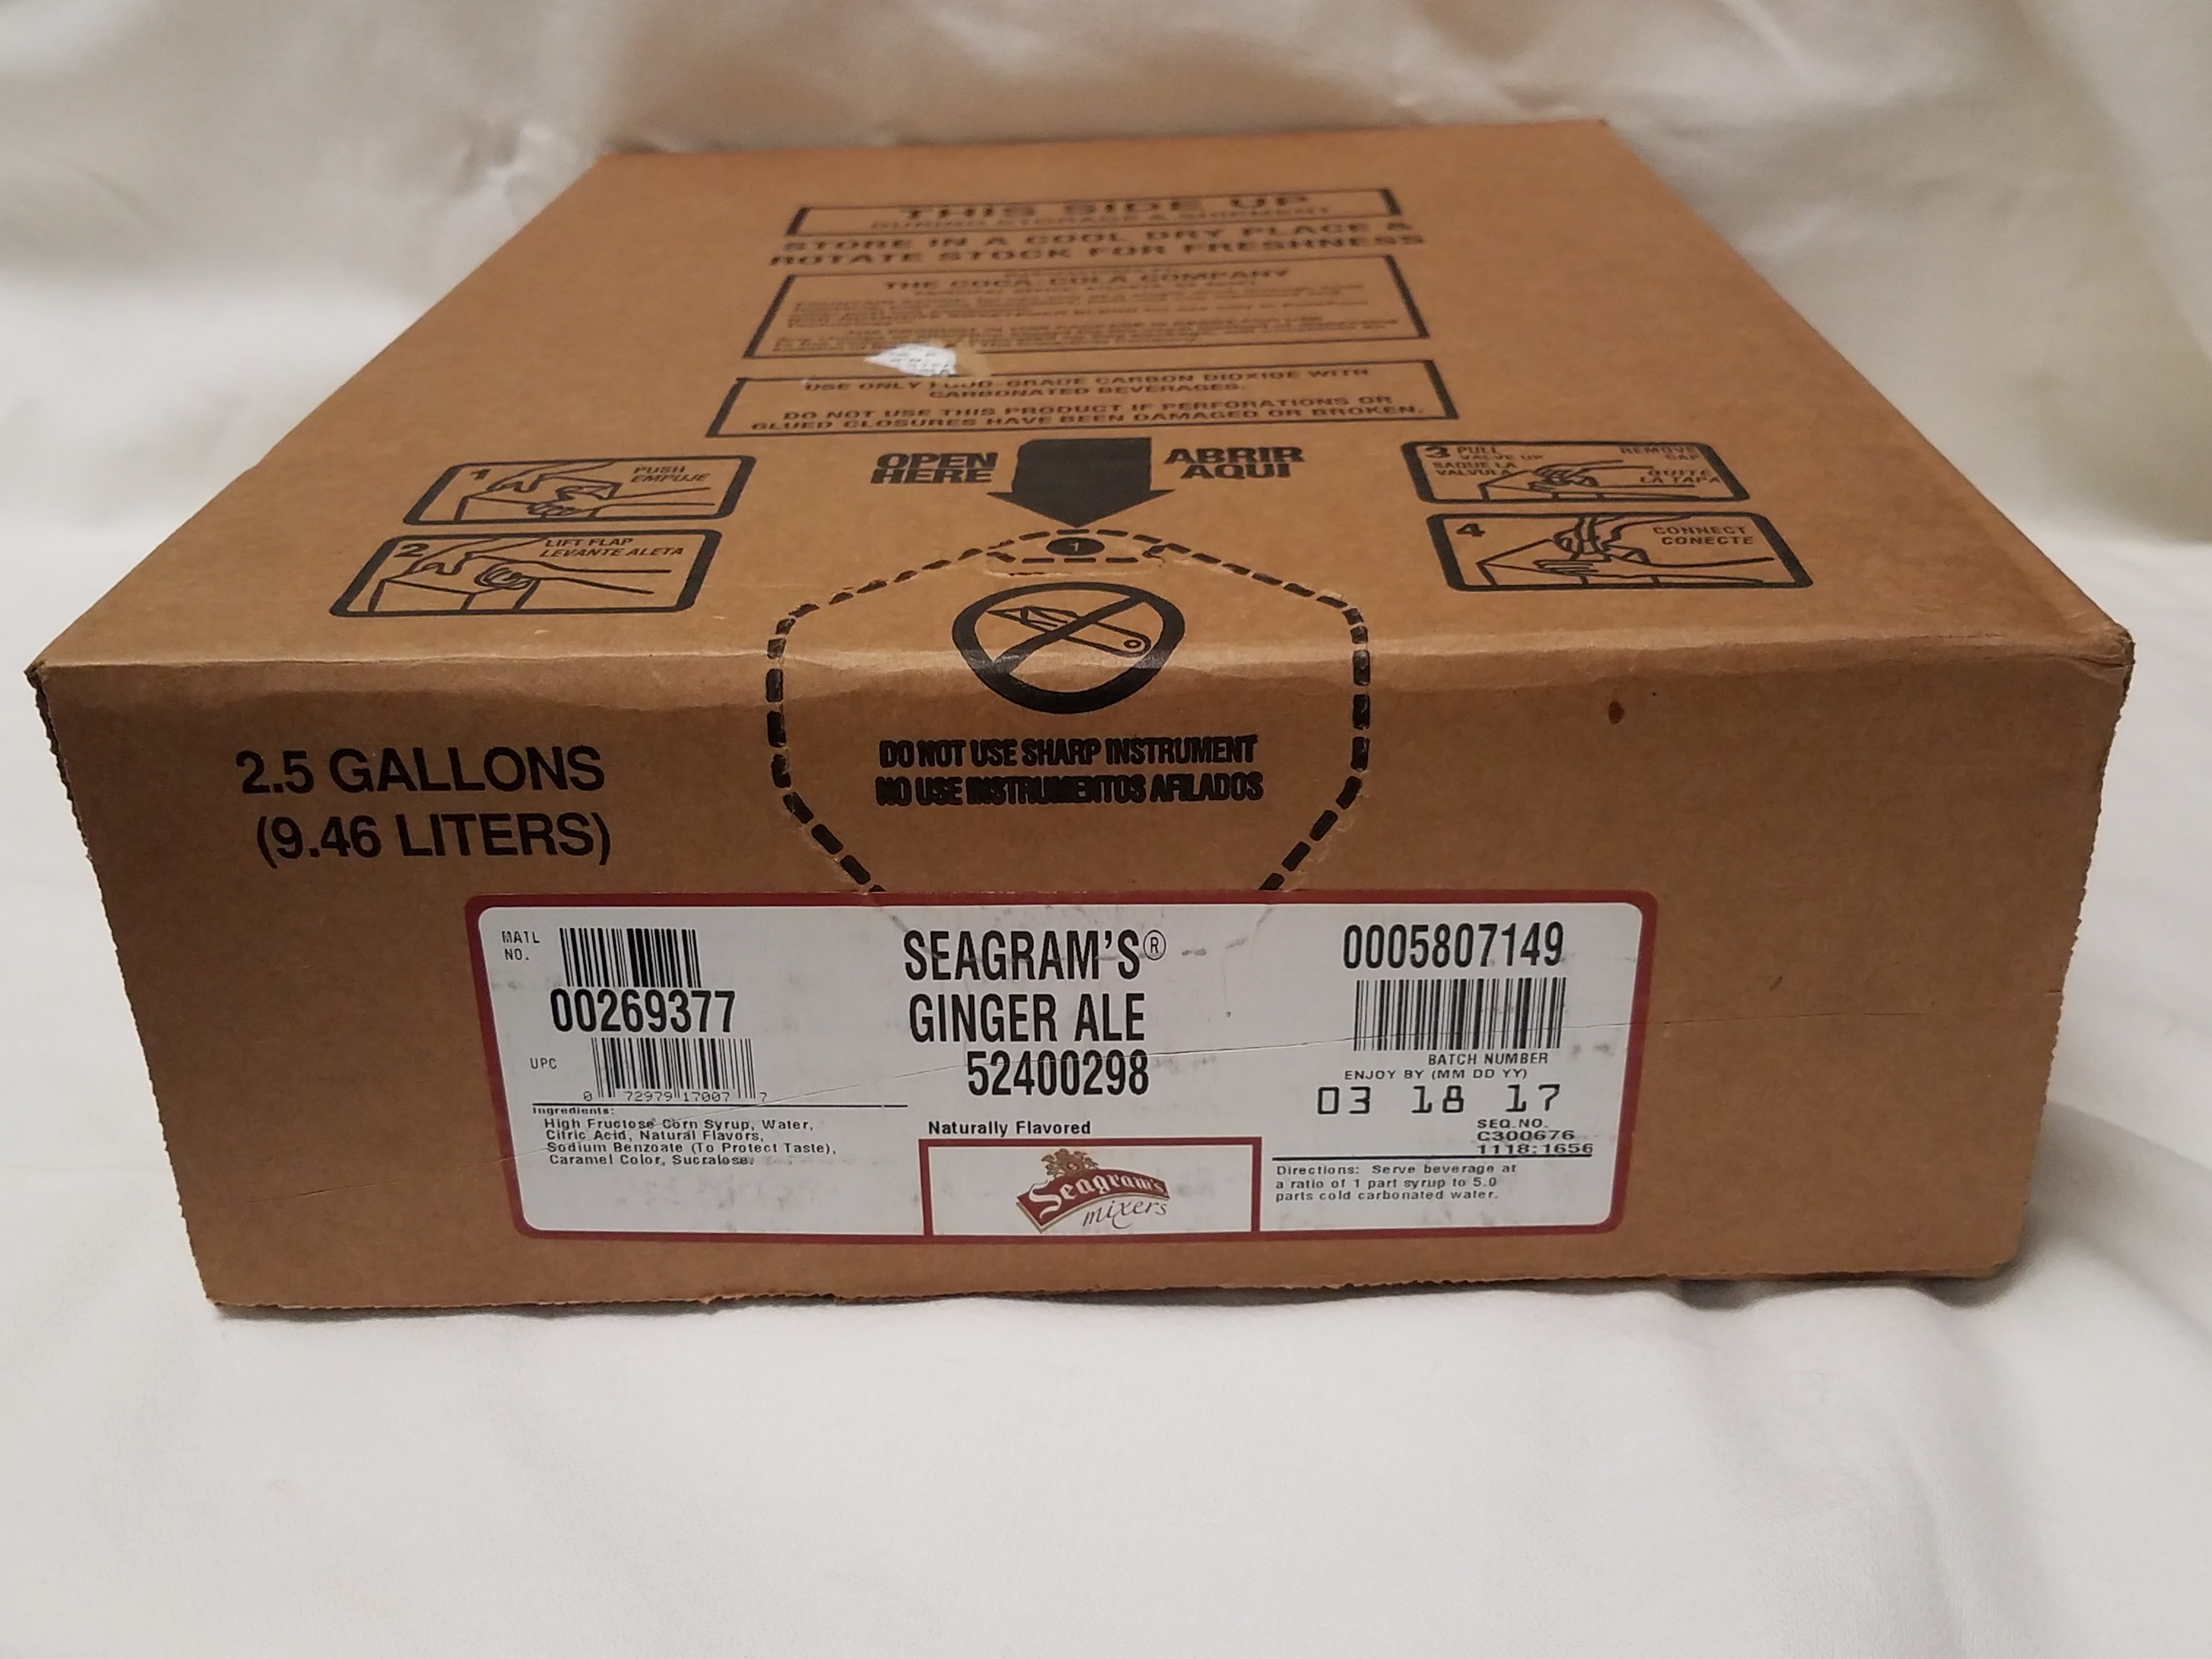 THIS SIDE UP
DURING STORAGE & SHIPMENT
STORE IN A COOL DRY PLACE &
ROTATE STOCK FOR FRESHNESS
THE COCA-COLA COMPANY
USE ONLY FOOD-GRADE CARBON DIOXIDE WITH
CARBONATED BEVERAGES.
DO NOT USE THIS PRODUCT IF PERFORATIONS OR
GLUED CLOSURES HAVE BEEN DAMAGED OR BROKEN.
OPEN
HERE
ABRIR
AQUI
1
PUSH
EMPUJE
2
LIFT FLAP
LEVANTE ALETA
3 PULL
VALVE UP
SAQUE LA
VALVULA
REMOVE
CAP
QUITE
LA TAPA
4
CONNECT
CONECTE
1
DO NOT USE SHARP INSTRUMENT
NO USE INSTRUMENTOS AFILADOS
2.5 GALLONS
(9.46 LITERS)
MATL
NO.
00269377
UPC
0 72979 17007 7
Ingredients:
High Fructose Corn Syrup, Water,
Citric Acid, Natural Flavors,
Sodium Benzoate (To Protect Taste),
Caramel Color, Sucralose.
SEAGRAM'S®
GINGER ALE
52400298
Naturally Flavored
Seagram's
mixers
0005807149
BATCH NUMBER
ENJOY BY (MM DD YY)
03 18 17
SEQ.NO.
C300676
1118:1656
Directions: Serve beverage at
a ratio of 1 part syrup to 5.0
parts cold carbonated water.